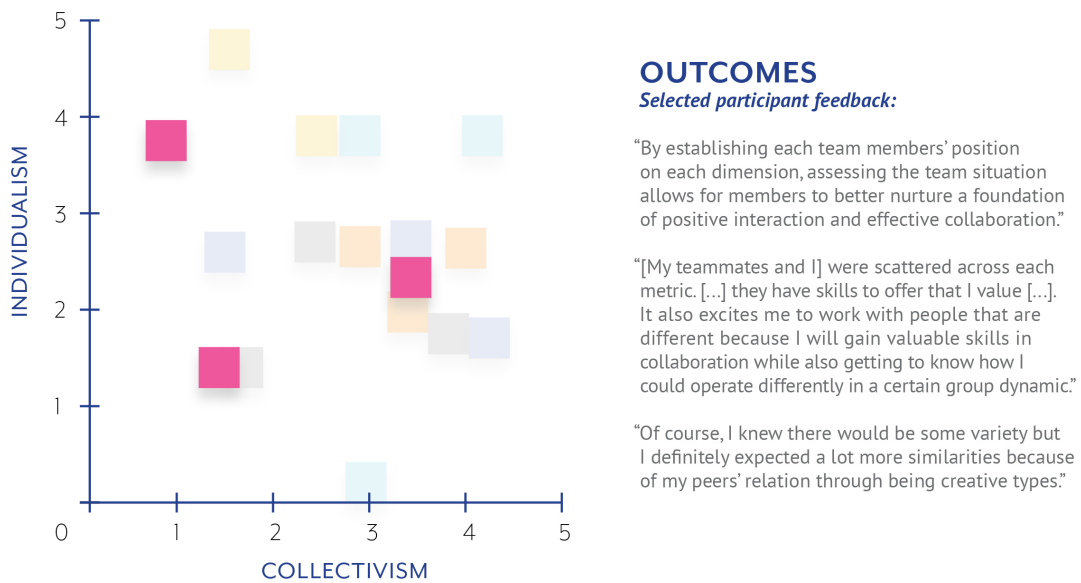 5
4
3
2
1
0
1
2
3
4
5
INDIVIDUALISM
COLLECTIVISM
OUTCOMES
Selected participant feedback:
“By establishing each team members’ position
on each dimension, assessing the team situation
allows for members to better nurture a foundation
of positive interaction and effective collaboration.”
“[My teammates and I] were scattered across each
metric. [...] they have skills to offer that I value [...].
It also excites me to work with people that are
different because I will gain valuable skills in
collaboration while also getting to know how I
could operate differently in a certain group dynamic.”
“Of course, I knew there would be some variety but
I definitely expected a lot more similarities because
of my peers’ relation through being creative types.”